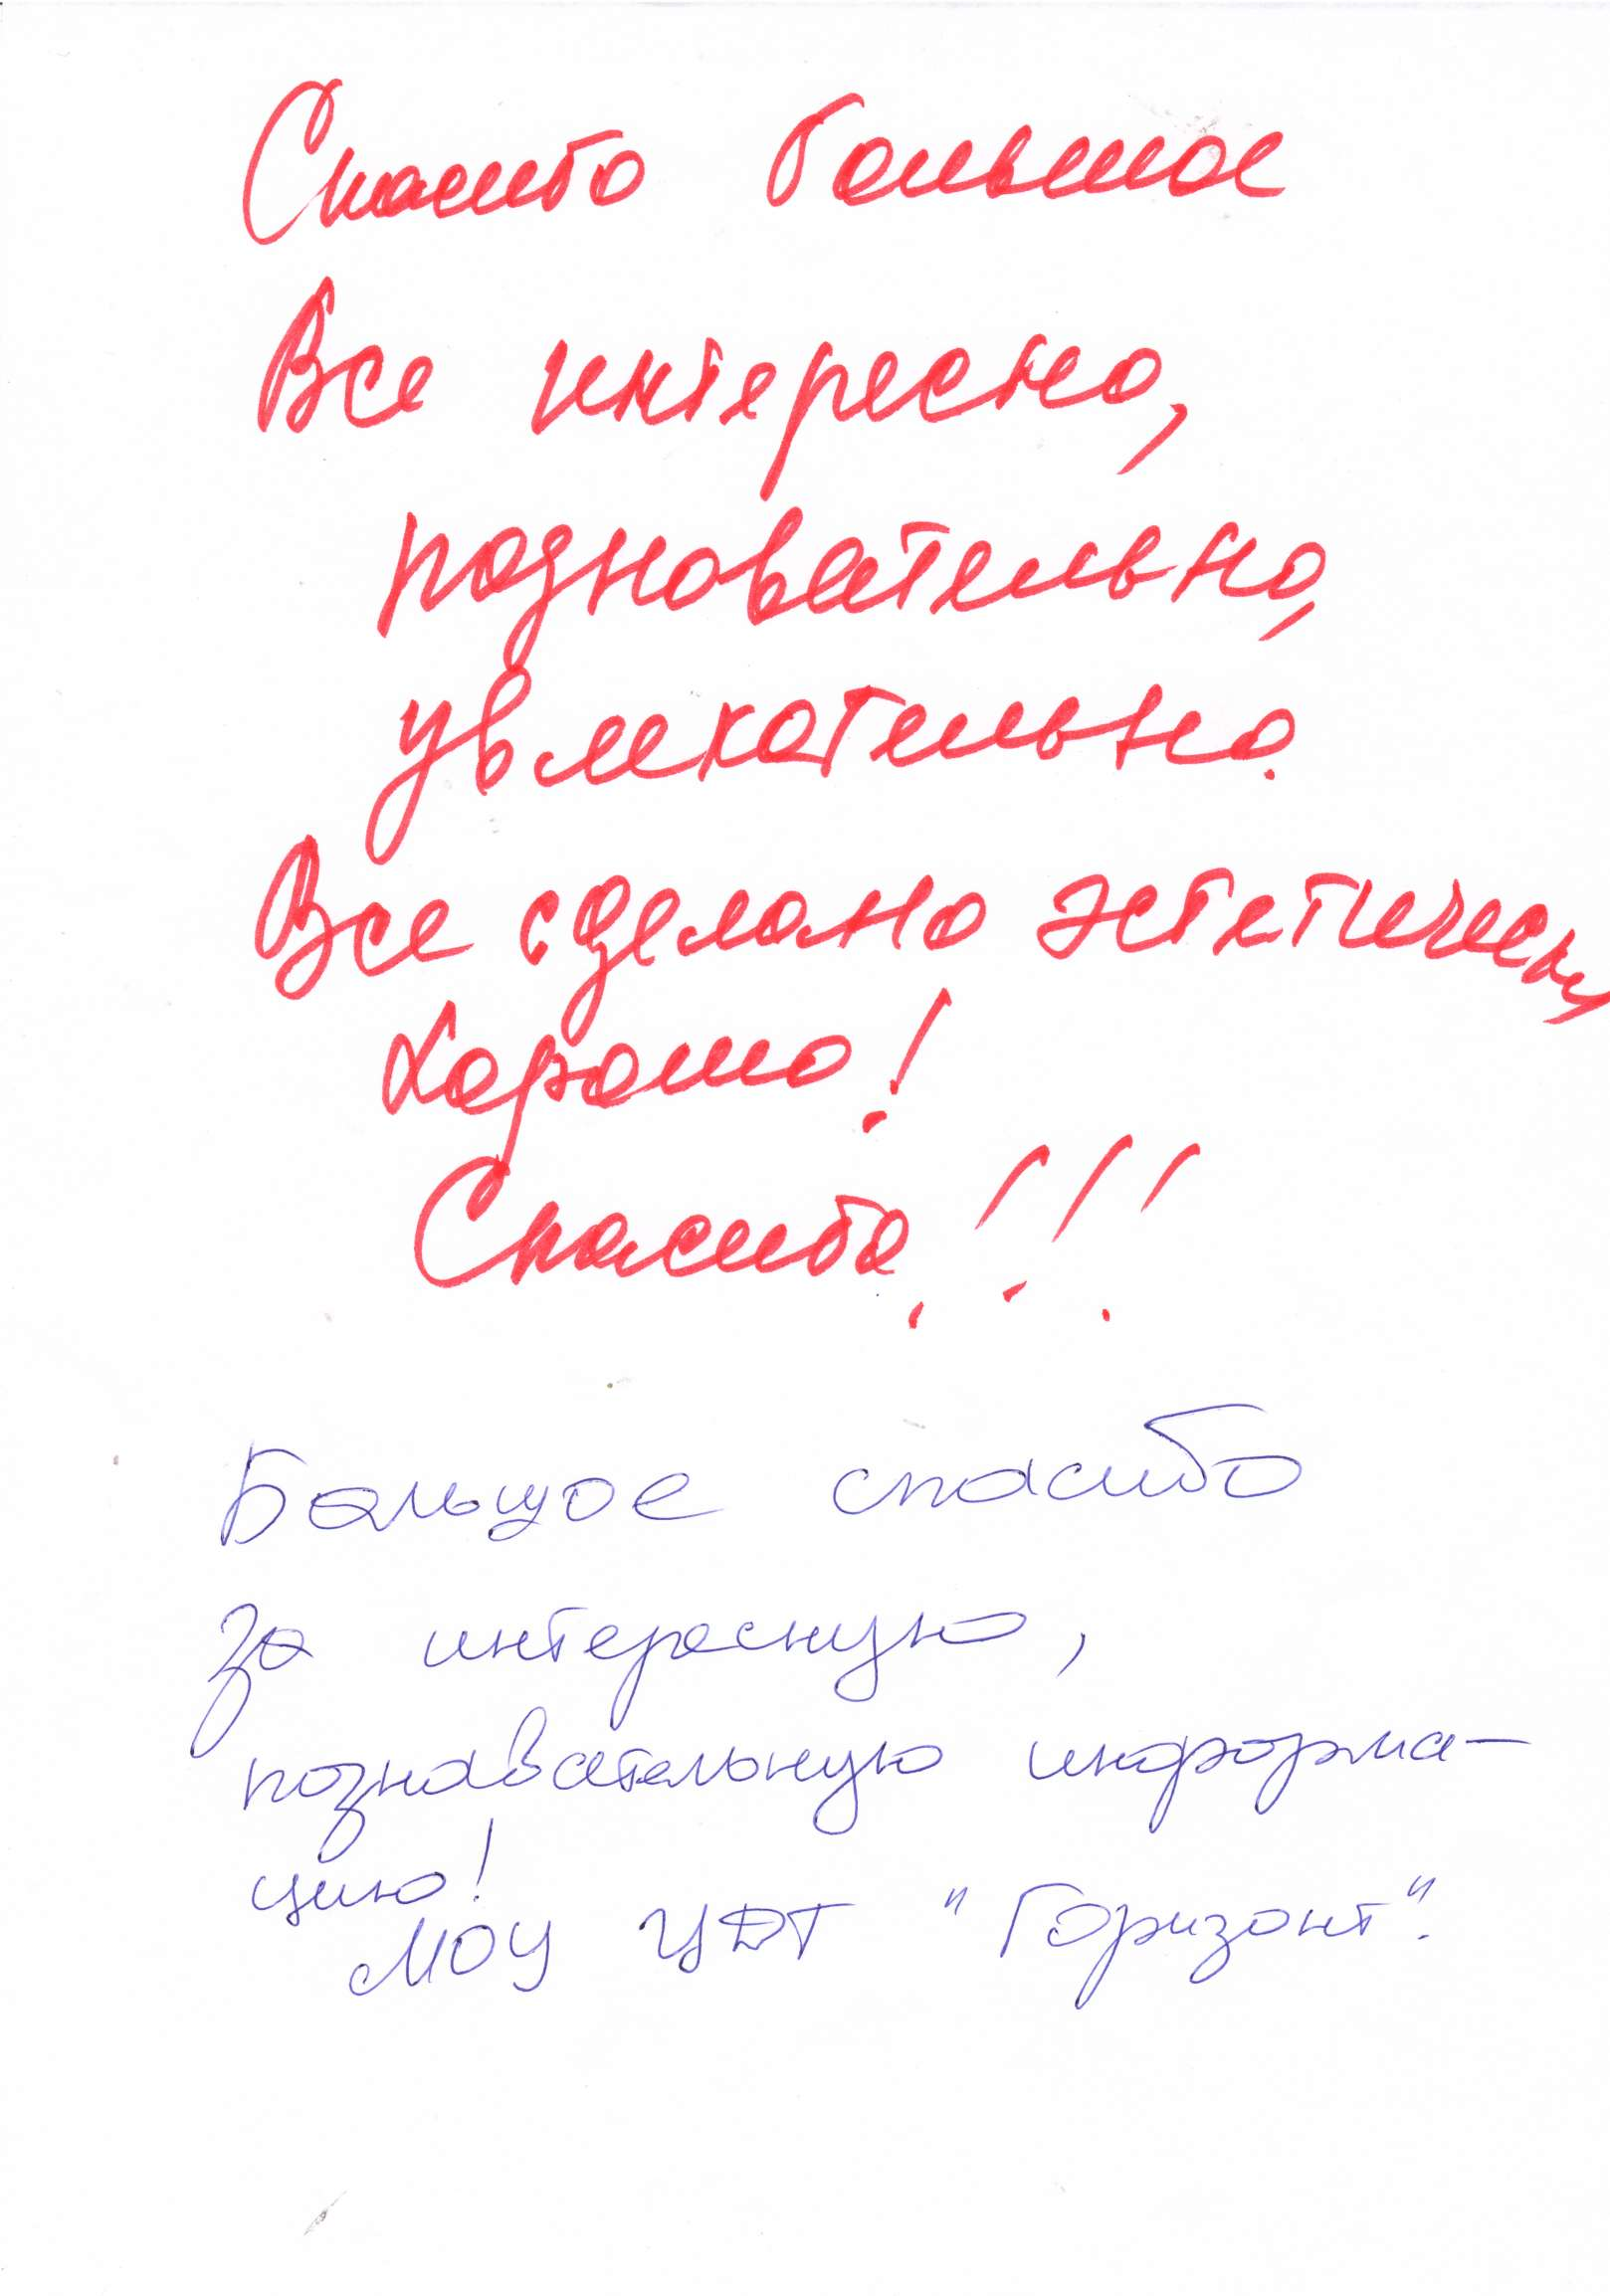 Спасибо большое
Все интересно,
познавательно,
увлекательно.
Все сделано эстетически
хорошо!
Спасибо!!!
Большое спасибо
за интересную,
познавательную информа-
цию!
МОУ ЦДТ "Горизонт".